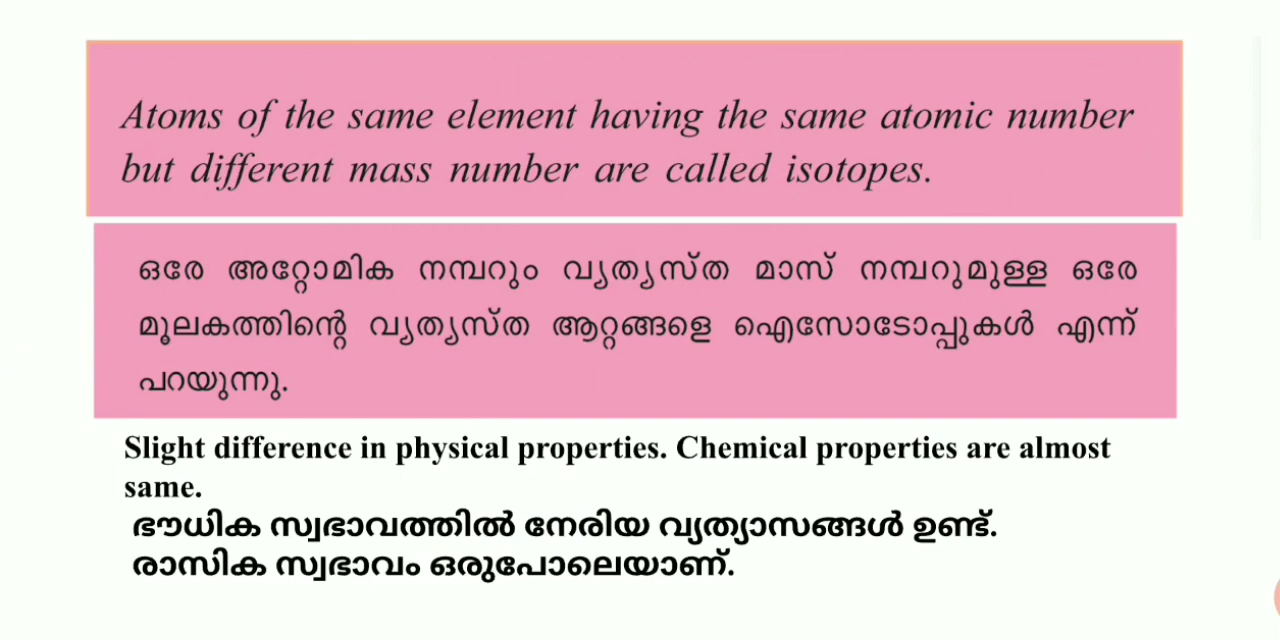 Atoms of the same element having the same atomic number
but different mass number are called isotopes.
ഒരേ അറ്റോമിക നമ്പറും വ്യത്യസ്ത മാസ് നമ്പറുമുള്ള ഒരേ
മൂലകത്തിന്റെ വ്യത്യസ്ത ആറ്റങ്ങളെ ഐസോടോപ്പുകൾ എന്ന്
പറയുന്നു.
Slight difference in physical properties. Chemical properties are almost
same.
ഭൗധിക സ്വഭാവത്തിൽ നേരിയ വ്യത്യാസങ്ങൾ ഉണ്ട്.
രാസിക സ്വഭാവം ഒരുപോലെയാണ്.